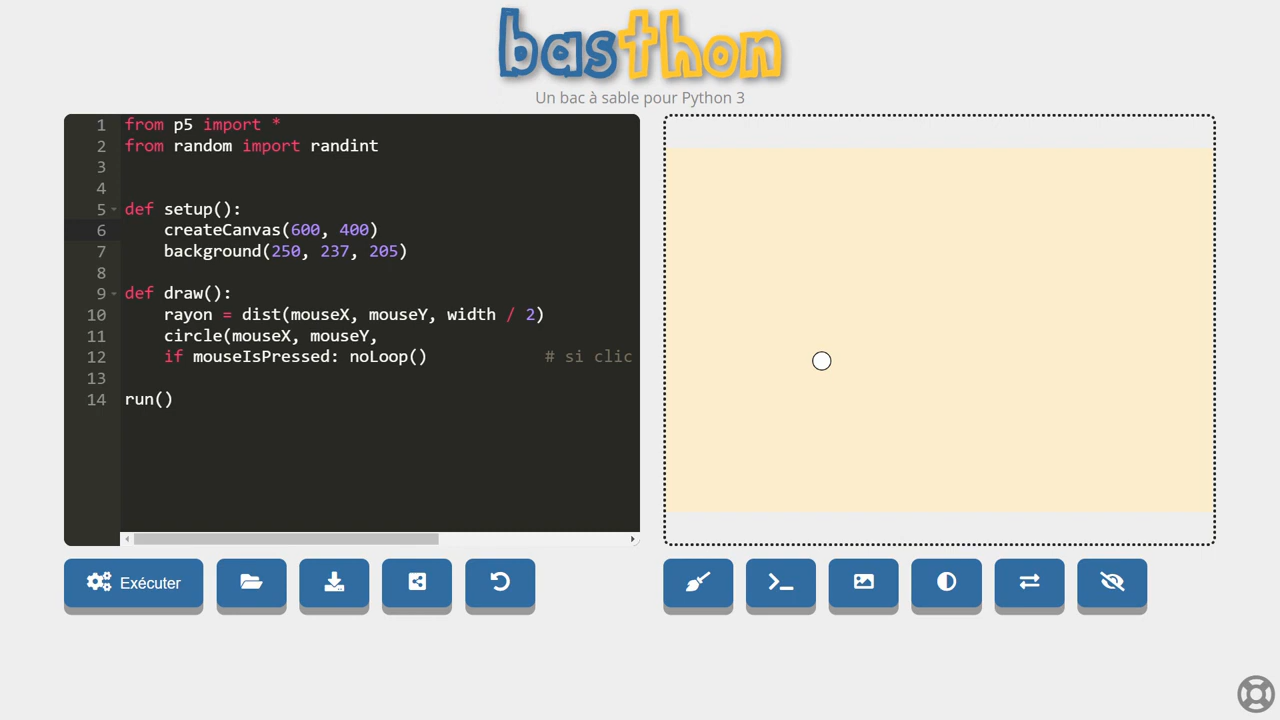 basthon
Un bac à sable pour Python 3
1 from p5 import *
2 from random import randint
3
4
5 def setup():
6 createCanvas(600, 400)
7 background(250, 237, 205)
8
9 def draw():
10 rayon = dist(mouseX, mouseY, width / 2)
11 circle(mouseX, mouseY,
12 if mouseIsPressed: noLoop() # si clic
13
14 run()
Exécuter